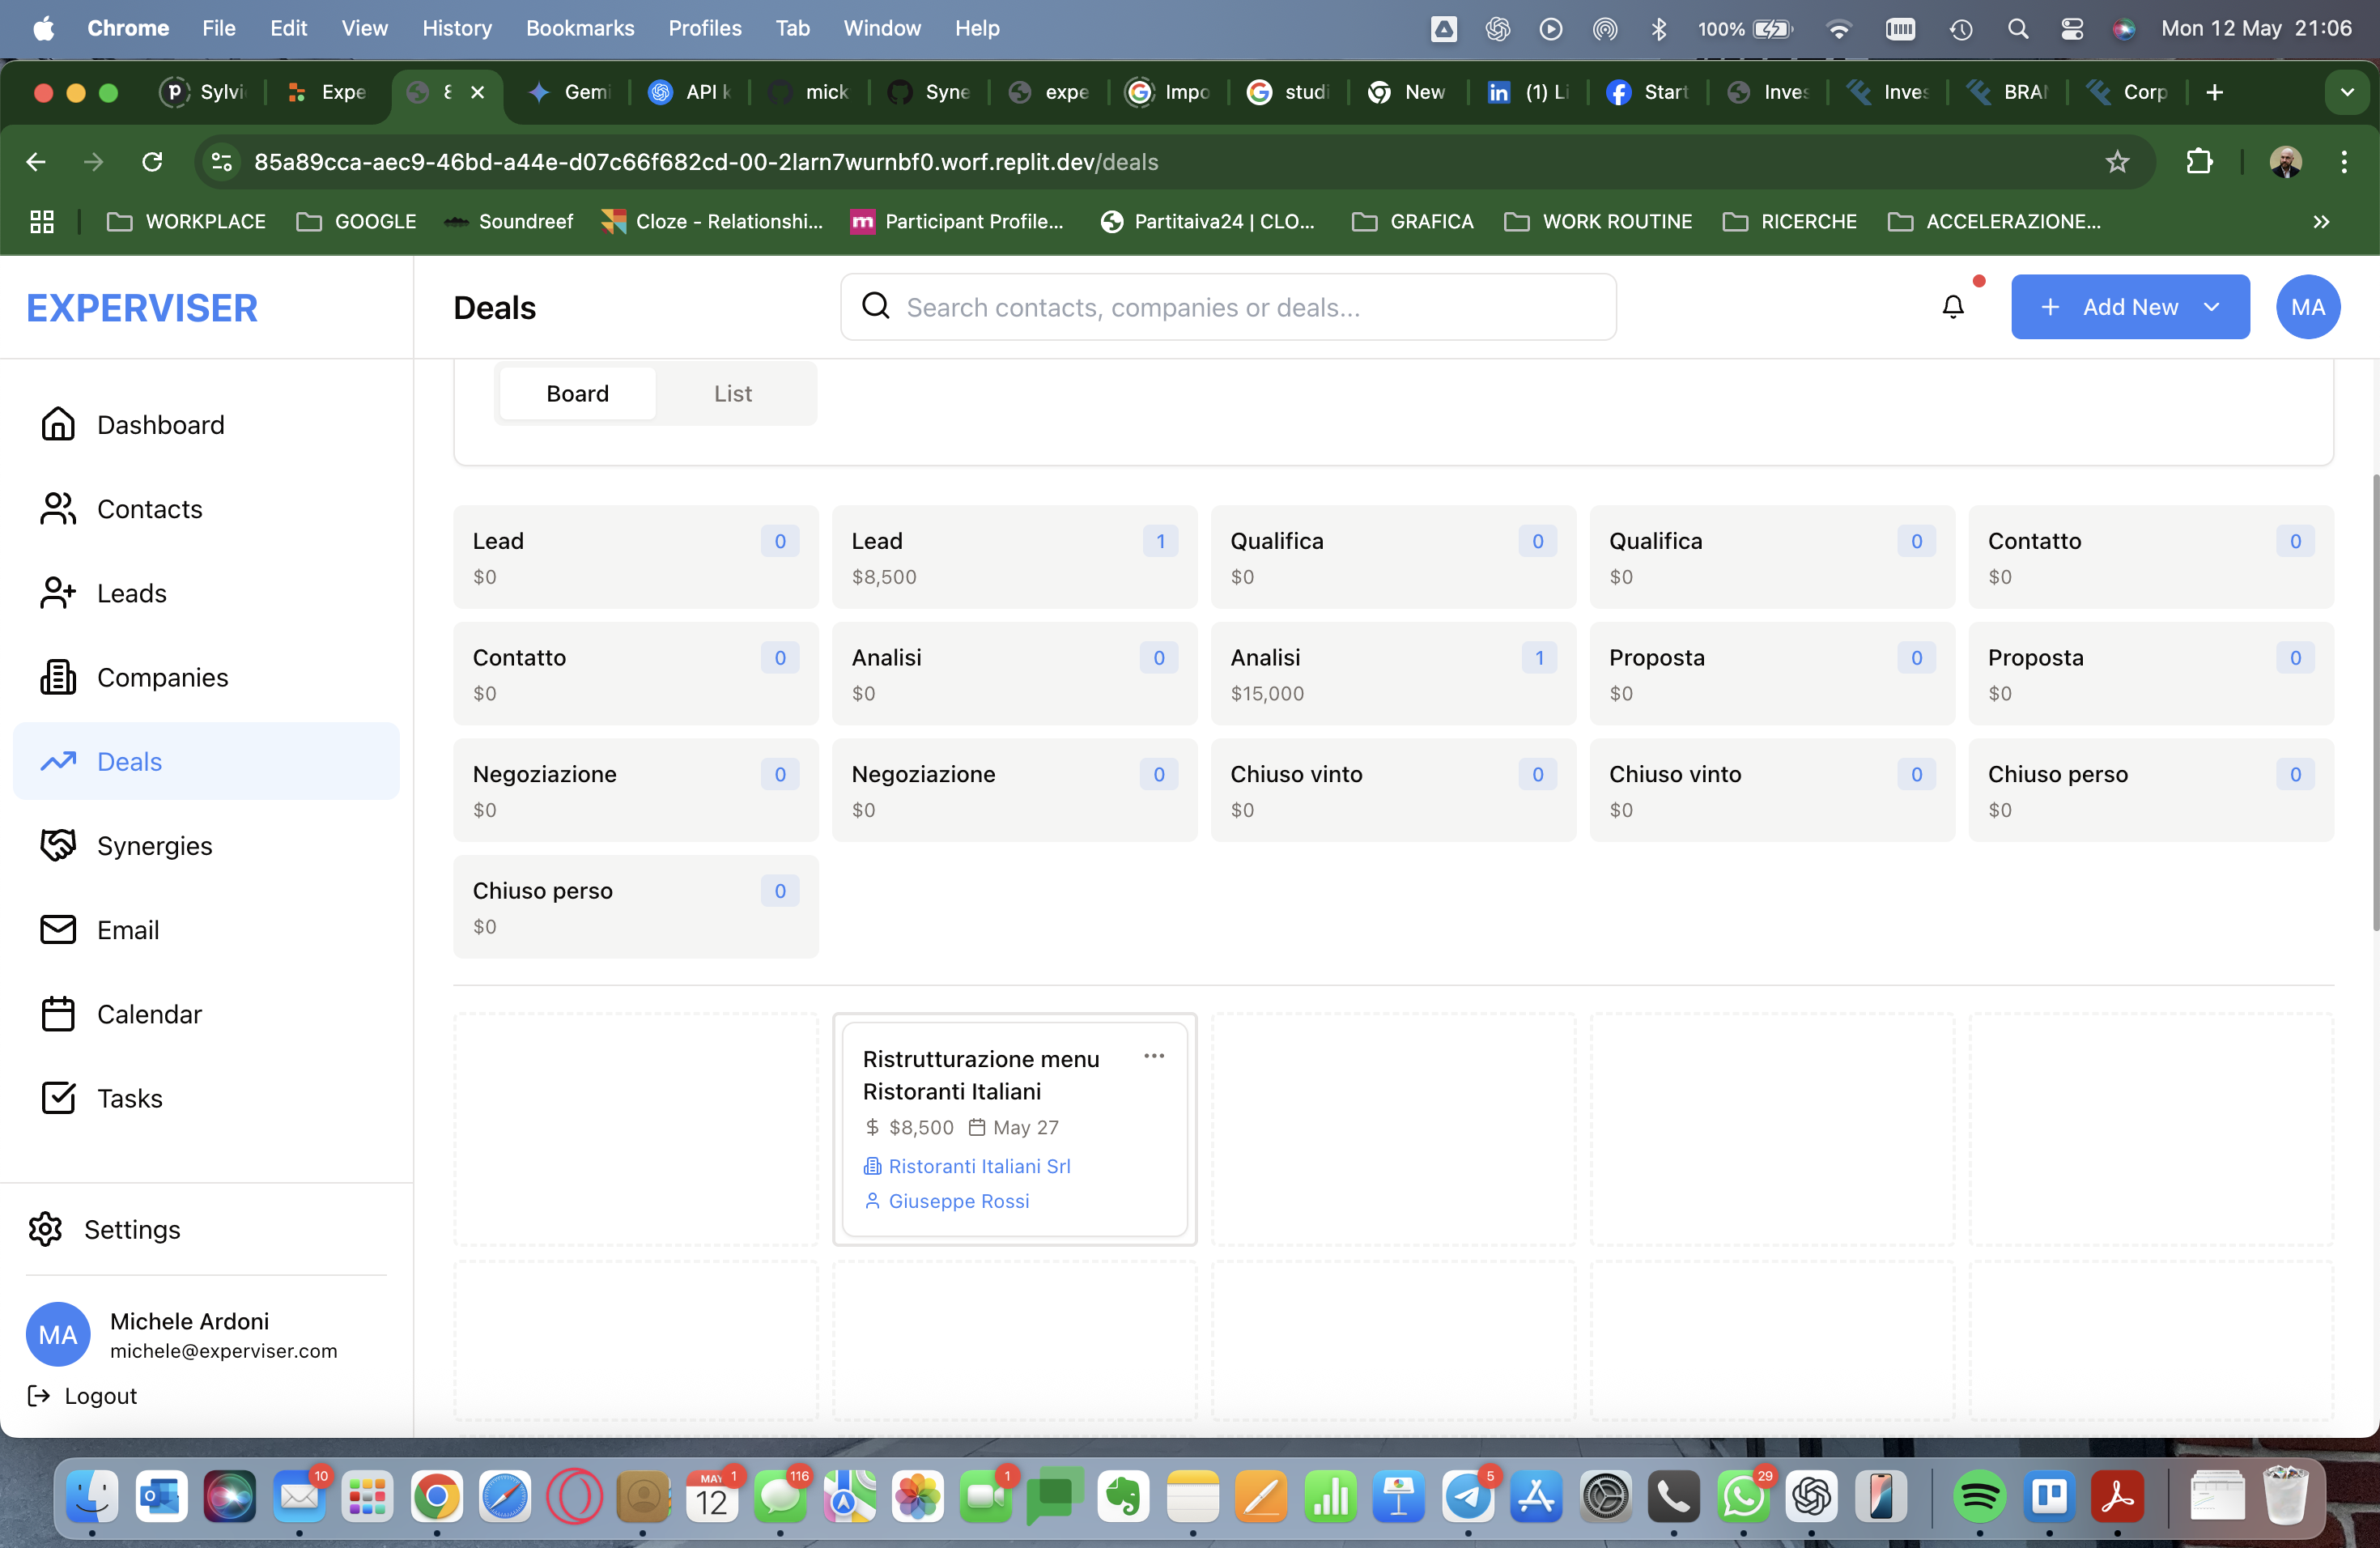 Chrome File Edit View History Bookmarks Profiles Tab Window Help 100% Mon 12 May 21:06
Sylvi Expe Gemi API k mick Syne expe Impo studi New (1) Li Start Inves Inves BRAN Corp
85a89cca-aec9-46bd-a44e-d07c66f682cd-00-2larn7wurnbf0.worf.replit.dev/deals
WORKPLACE GOOGLE Soundreef Cloze - Relationshi... Participant Profile... Partitaiva24 | CLO... GRAFICA WORK ROUTINE RICERCHE ACCELERAZIONE...
EXPERVISER
Deals
Search contacts, companies or deals...
Add New
MA
Dashboard
Contacts
Leads
Companies
Deals
Synergies
Email
Calendar
Tasks
Settings
MA
Michele Ardoni
michele@experviser.com
Logout
Board List
Lead 0
$0
Lead 1
$8,500
Qualifica 0
$0
Qualifica 0
$0
Contatto 0
$0
Contatto 0
$0
Analisi 0
$0
Analisi 1
$15,000
Proposta 0
$0
Proposta 0
$0
Negoziazione 0
$0
Negoziazione 0
$0
Chiuso vinto 0
$0
Chiuso vinto 0
$0
Chiuso perso 0
$0
Chiuso perso 0
$0
Ristrutturazione menu
Ristoranti Italiani
$ $8,500 May 27
Ristoranti Italiani Srl
Giuseppe Rossi
10 MAY 12 1 116 1 5 29